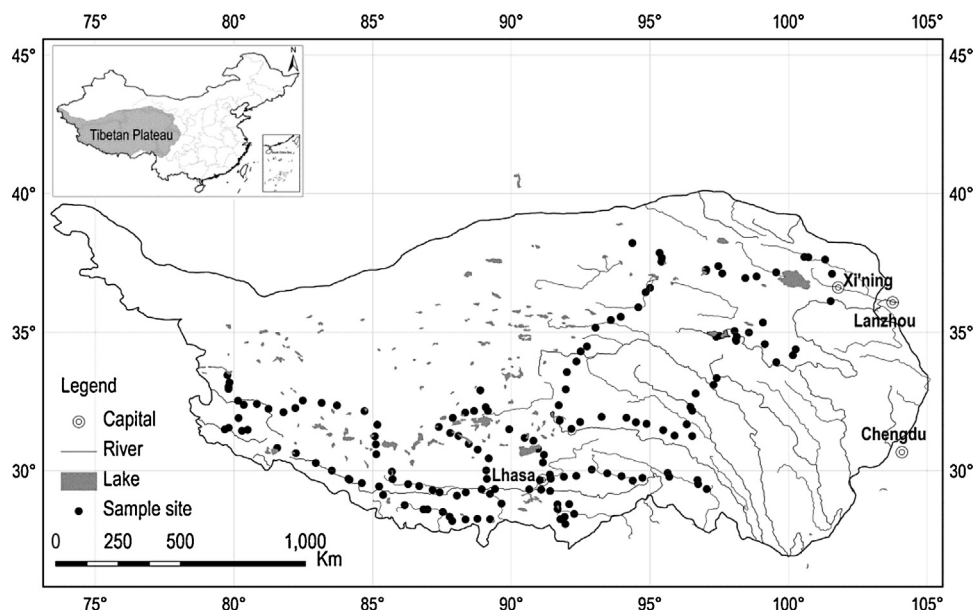 75° 80° 85° 90° 95° 100° 105°
45° 45°
N
Tibetan Plateau
40° 40°
Xi'ning
35° Lanzhou 35°
Legend
Capital
Chengdu
River
30° Lhasa 30°
Lake
Sample site
0 250 500 1,000
Km
75° 80° 85° 90° 95° 100° 105°